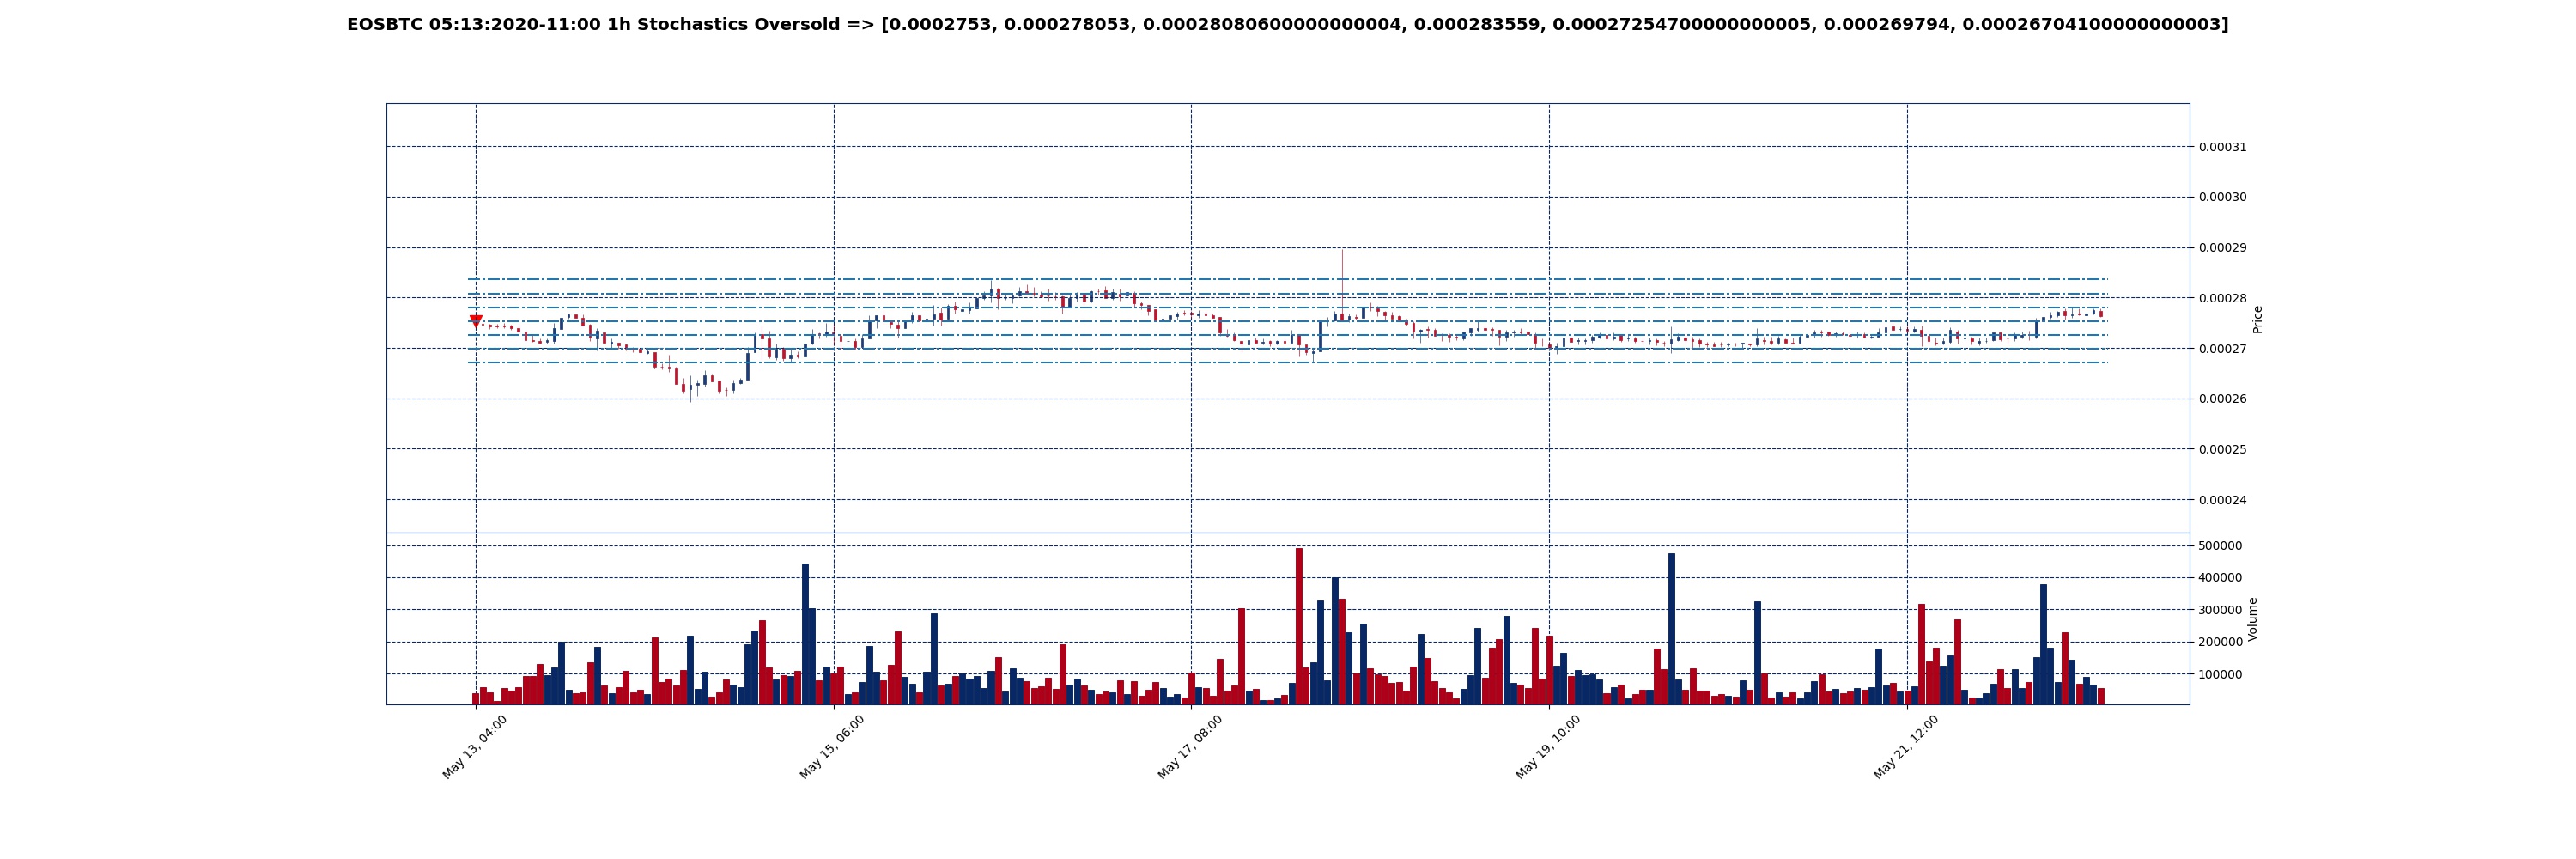 EOSBTC 05:13:2020-11:00 1h Stochastics Oversold => [0.0002753, 0.000278053, 0.00028080600000000004, 0.000283559, 0.00027254700000000005, 0.000269794, 0.00026704100000000003]
0.00031
0.00030
0.00029
0.00028
0.00027
0.00026
0.00025
0.00024
Price
500000
400000
300000
200000
100000
Volume
May 13, 04:00
May 15, 06:00
May 17, 08:00
May 19, 10:00
May 21, 12:00